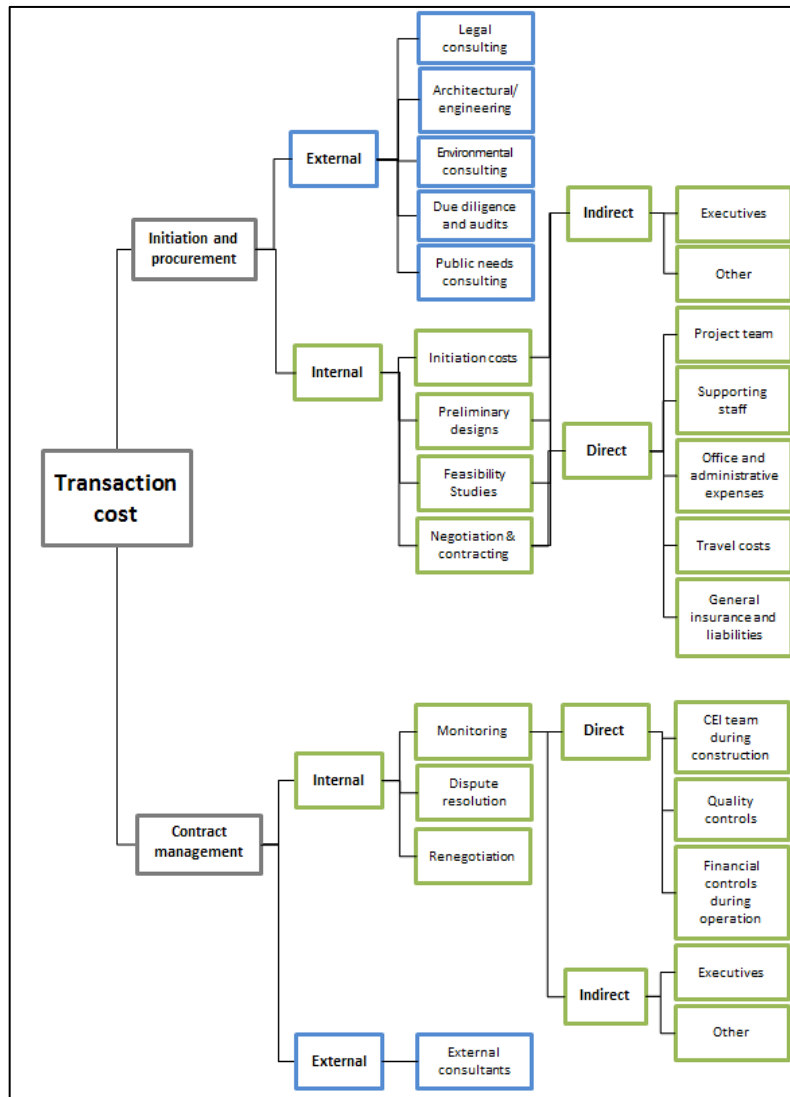 Legal
consulting
Architectural/
engineering
External
Environmental
consulting
Due diligence
and audits
Indirect
Executives
Initiation and
procurement
Public needs
consulting
Other
Internal
Initiation costs
Project team
Preliminary
designs
Supporting
staff
Transaction
cost
Feasibility
Studies
Direct
Office and
administrative
expenses
Negotiation &
contracting
Travel costs
General
insurance and
liabilities
Internal
Monitoring
Direct
CEI team
during
construction
Dispute
resolution
Quality
controls
Contract
management
Renegotiation
Financial
controls
during
operation
Indirect
Executives
Other
External
External
consultants